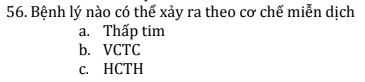 56. Bệnh lý nào có thể xảy ra theo cơ chế miễn dịch
a. Thấp tim
b. VCTC
c. HCTH